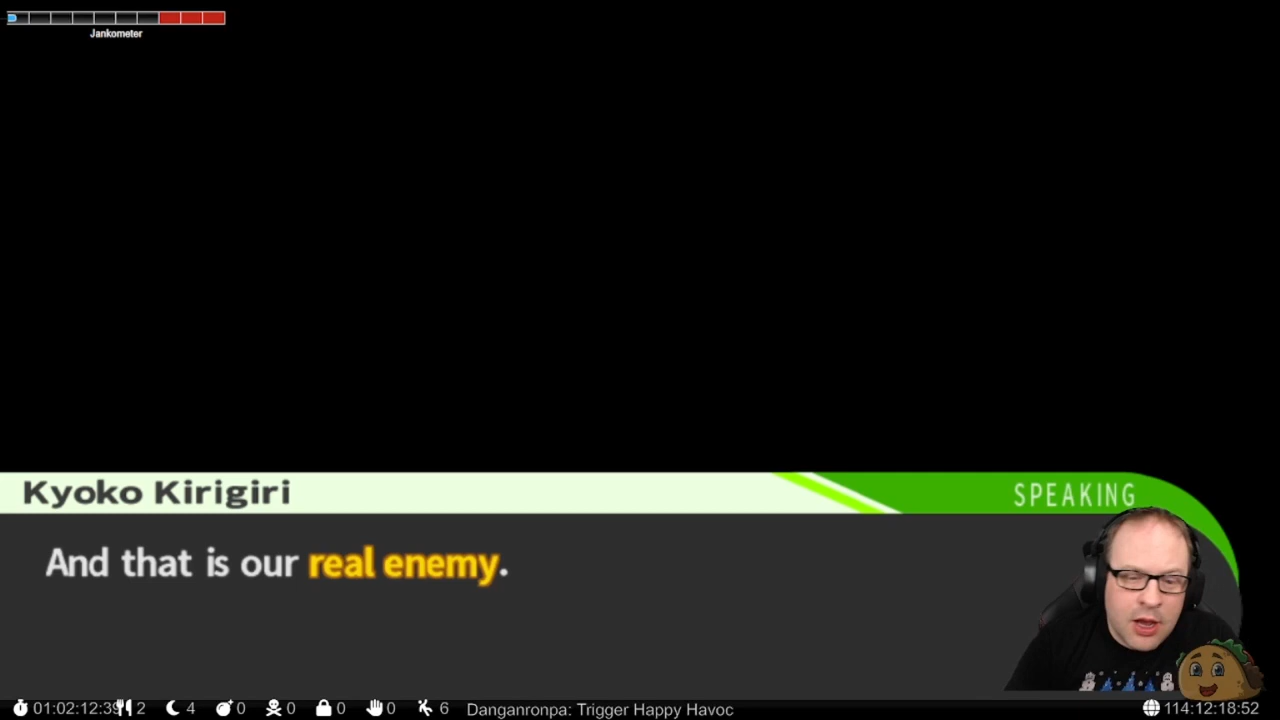 Jankometer
Kyoko Kirigiri
SPEAKING
And that is our real enemy.
01:02:12:39 2 4 0 0 0 0 6 Danganronpa: Trigger Happy Havoc 114:12:18:52